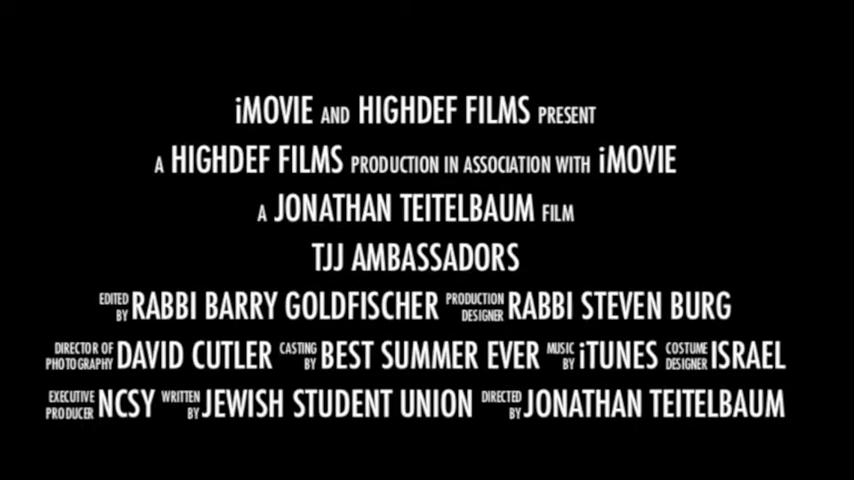 iMOVIE AND HIGHDEF FILMS PRESENT
A HIGHDEF FILMS PRODUCTION IN ASSOCIATION WITH iMOVIE
A JONATHAN TEITELBAUM FILM
TJJ AMBASSADORS
EDITED BY RABBI BARRY GOLDFISCHER PRODUCTION DESIGNER RABBI STEVEN BURG
DIRECTOR OF PHOTOGRAPHY DAVID CUTLER CASTING BY BEST SUMMER EVER MUSIC BY iTUNES COSTUME DESIGNER ISRAEL
EXECUTIVE PRODUCER NCSY WRITTEN BY JEWISH STUDENT UNION DIRECTED BY JONATHAN TEITELBAUM